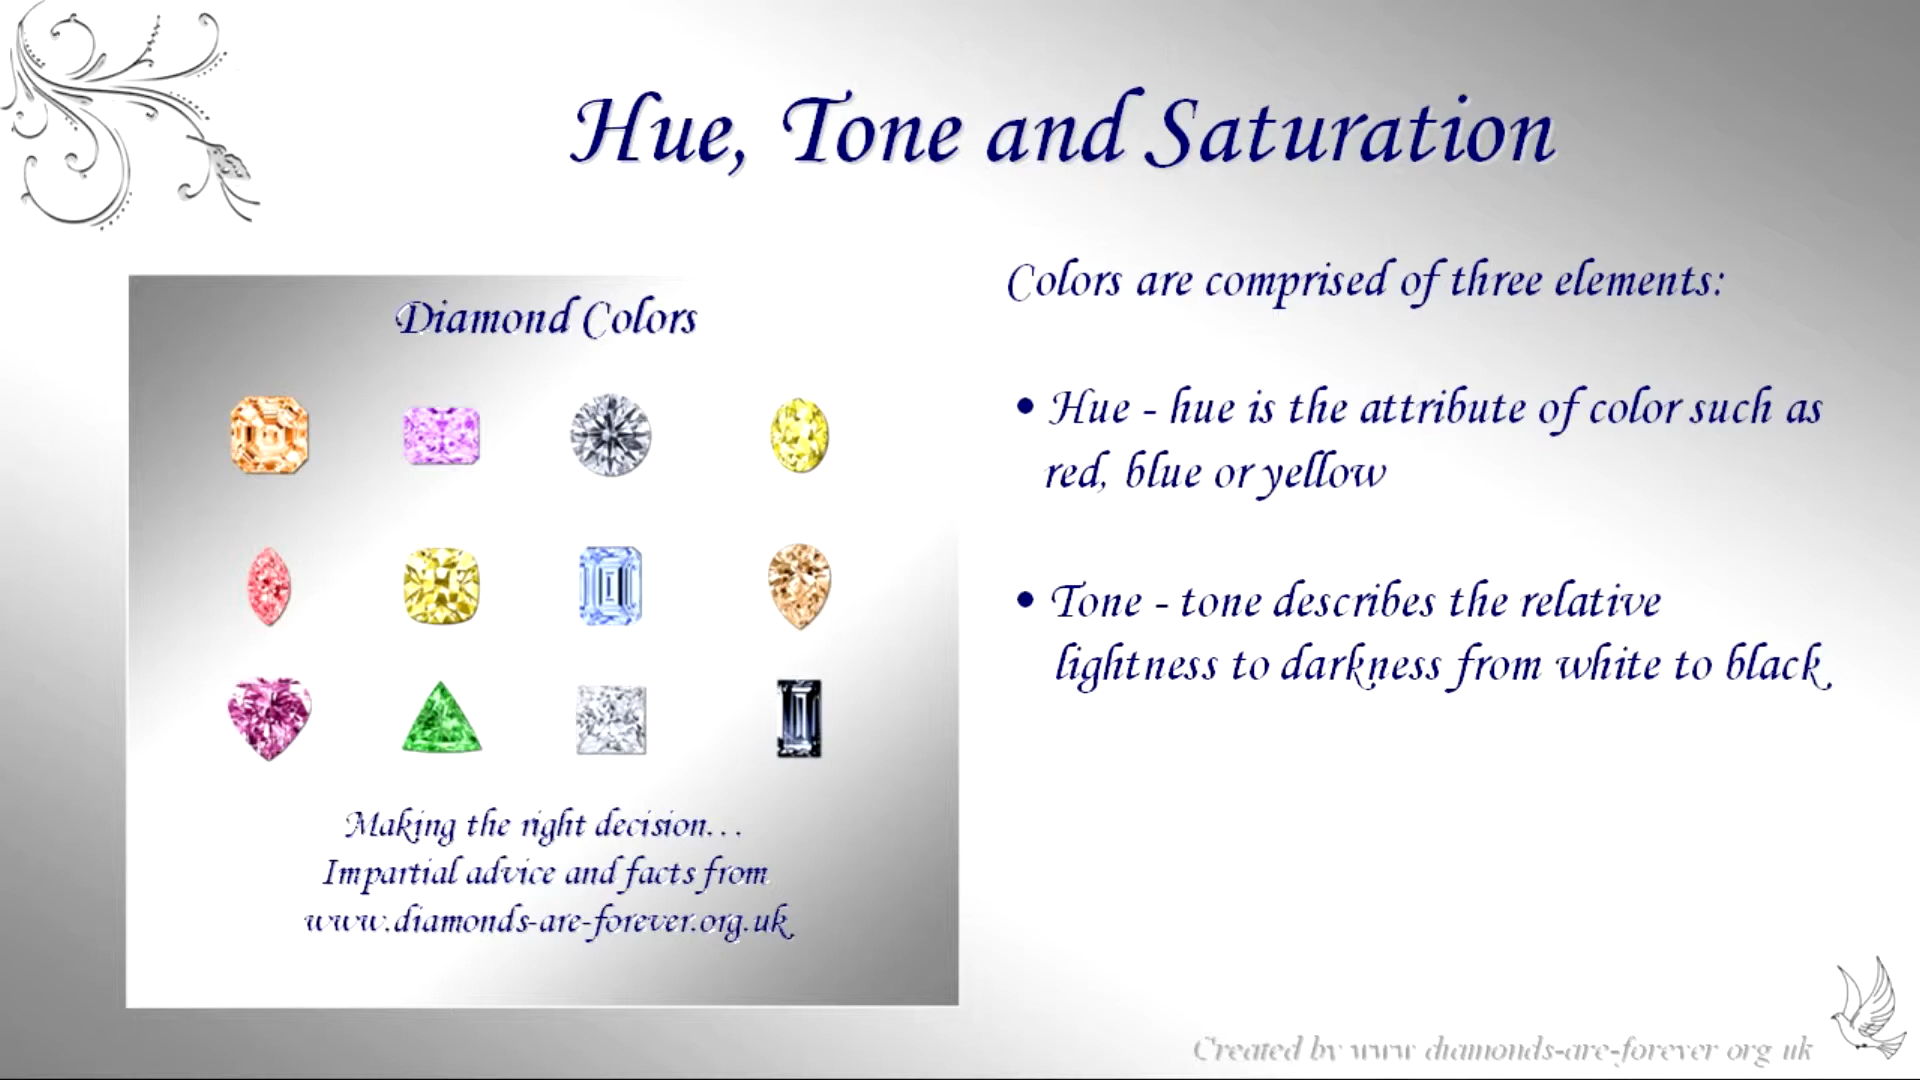 Hue, Tone and Saturation
Diamond Colors
Making the right decision...
Impartial advice and facts from
www.diamonds-are-forever.org.uk
Colors are comprised of three elements:
• Hue - hue is the attribute of color such as
red, blue or yellow
• Tone - tone describes the relative
lightness to darkness from white to black
Created by www diamonds-are-forever org uk